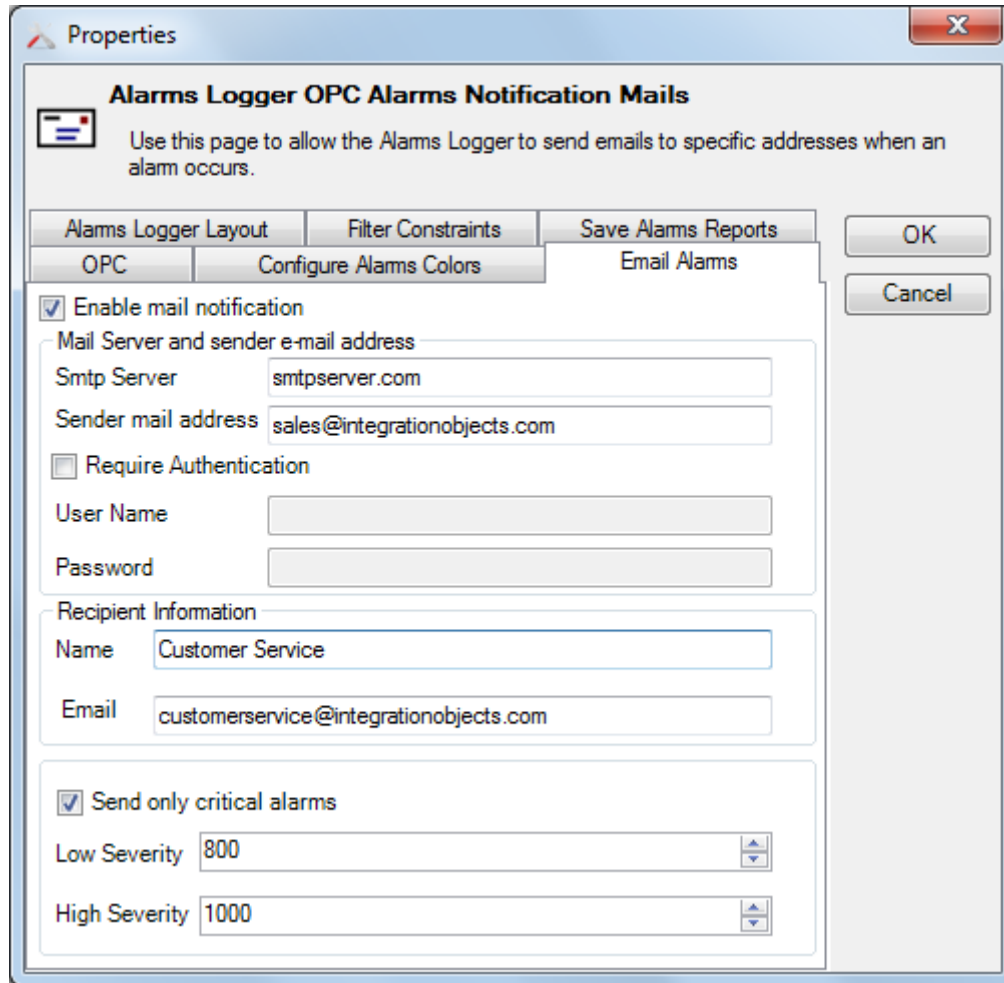 Properties
Alarms Logger OPC Alarms Notification Mails
Use this page to allow the Alarms Logger to send emails to specific addresses when an
alarm occurs.
Alarms Logger Layout
Filter Constraints
Save Alarms Reports
OPC
Configure Alarms Colors
Email Alarms
OK
Cancel
Enable mail notification
Mail Server and sender e-mail address
Smtp Server smtpserver.com
Sender mail address sales@integrationobjects.com
Require Authentication
User Name
Password
Recipient Information
Name Customer Service
Email customerservice@integrationobjects.com
Send only critical alarms
Low Severity 800
High Severity 1000